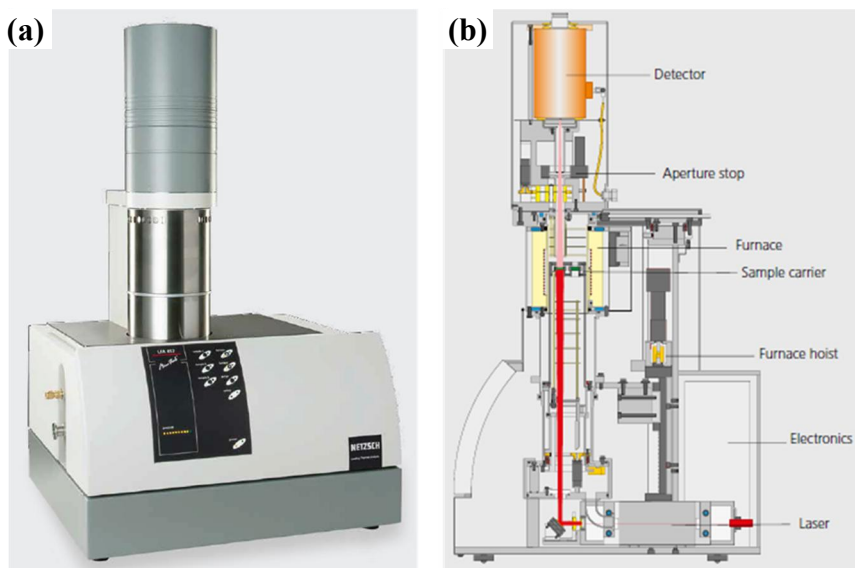 (a)
(b)
Detector
Aperture stop
Furnace
Sample carrier
Furnace hoist
Electronics
Laser
NETZSCH